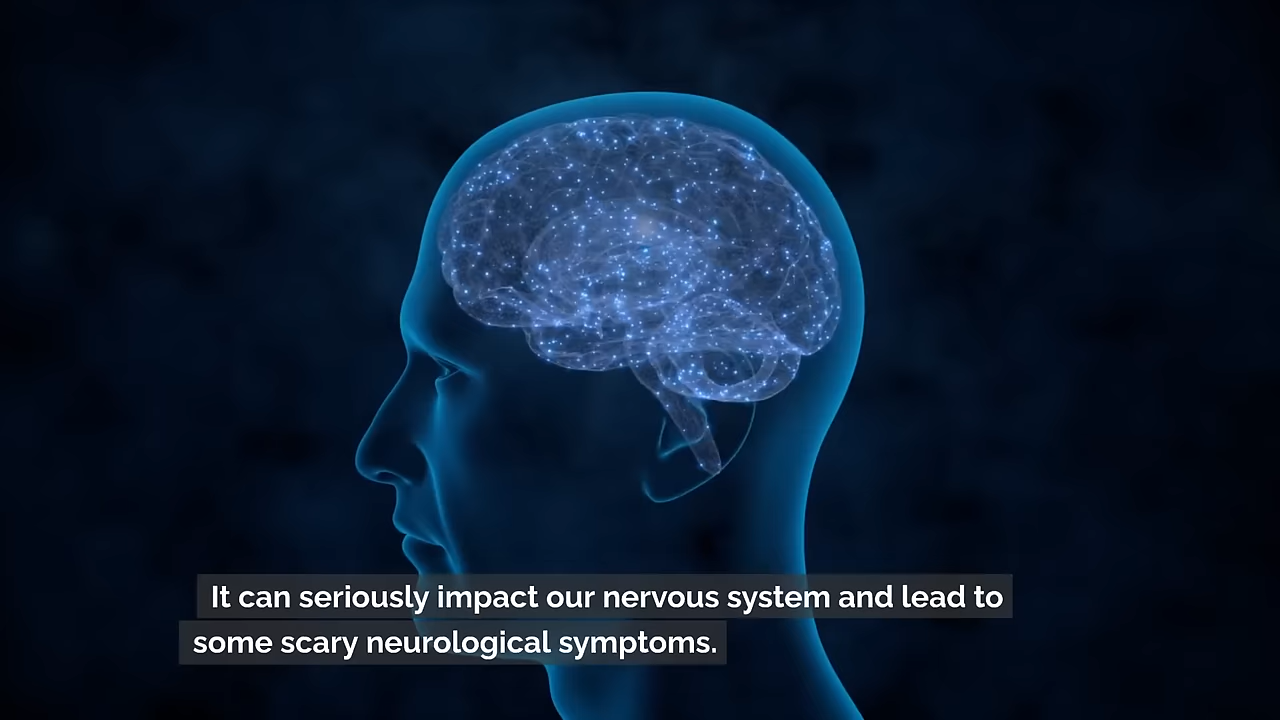 It can seriously impact our nervous system and lead to
some scary neurological symptoms.